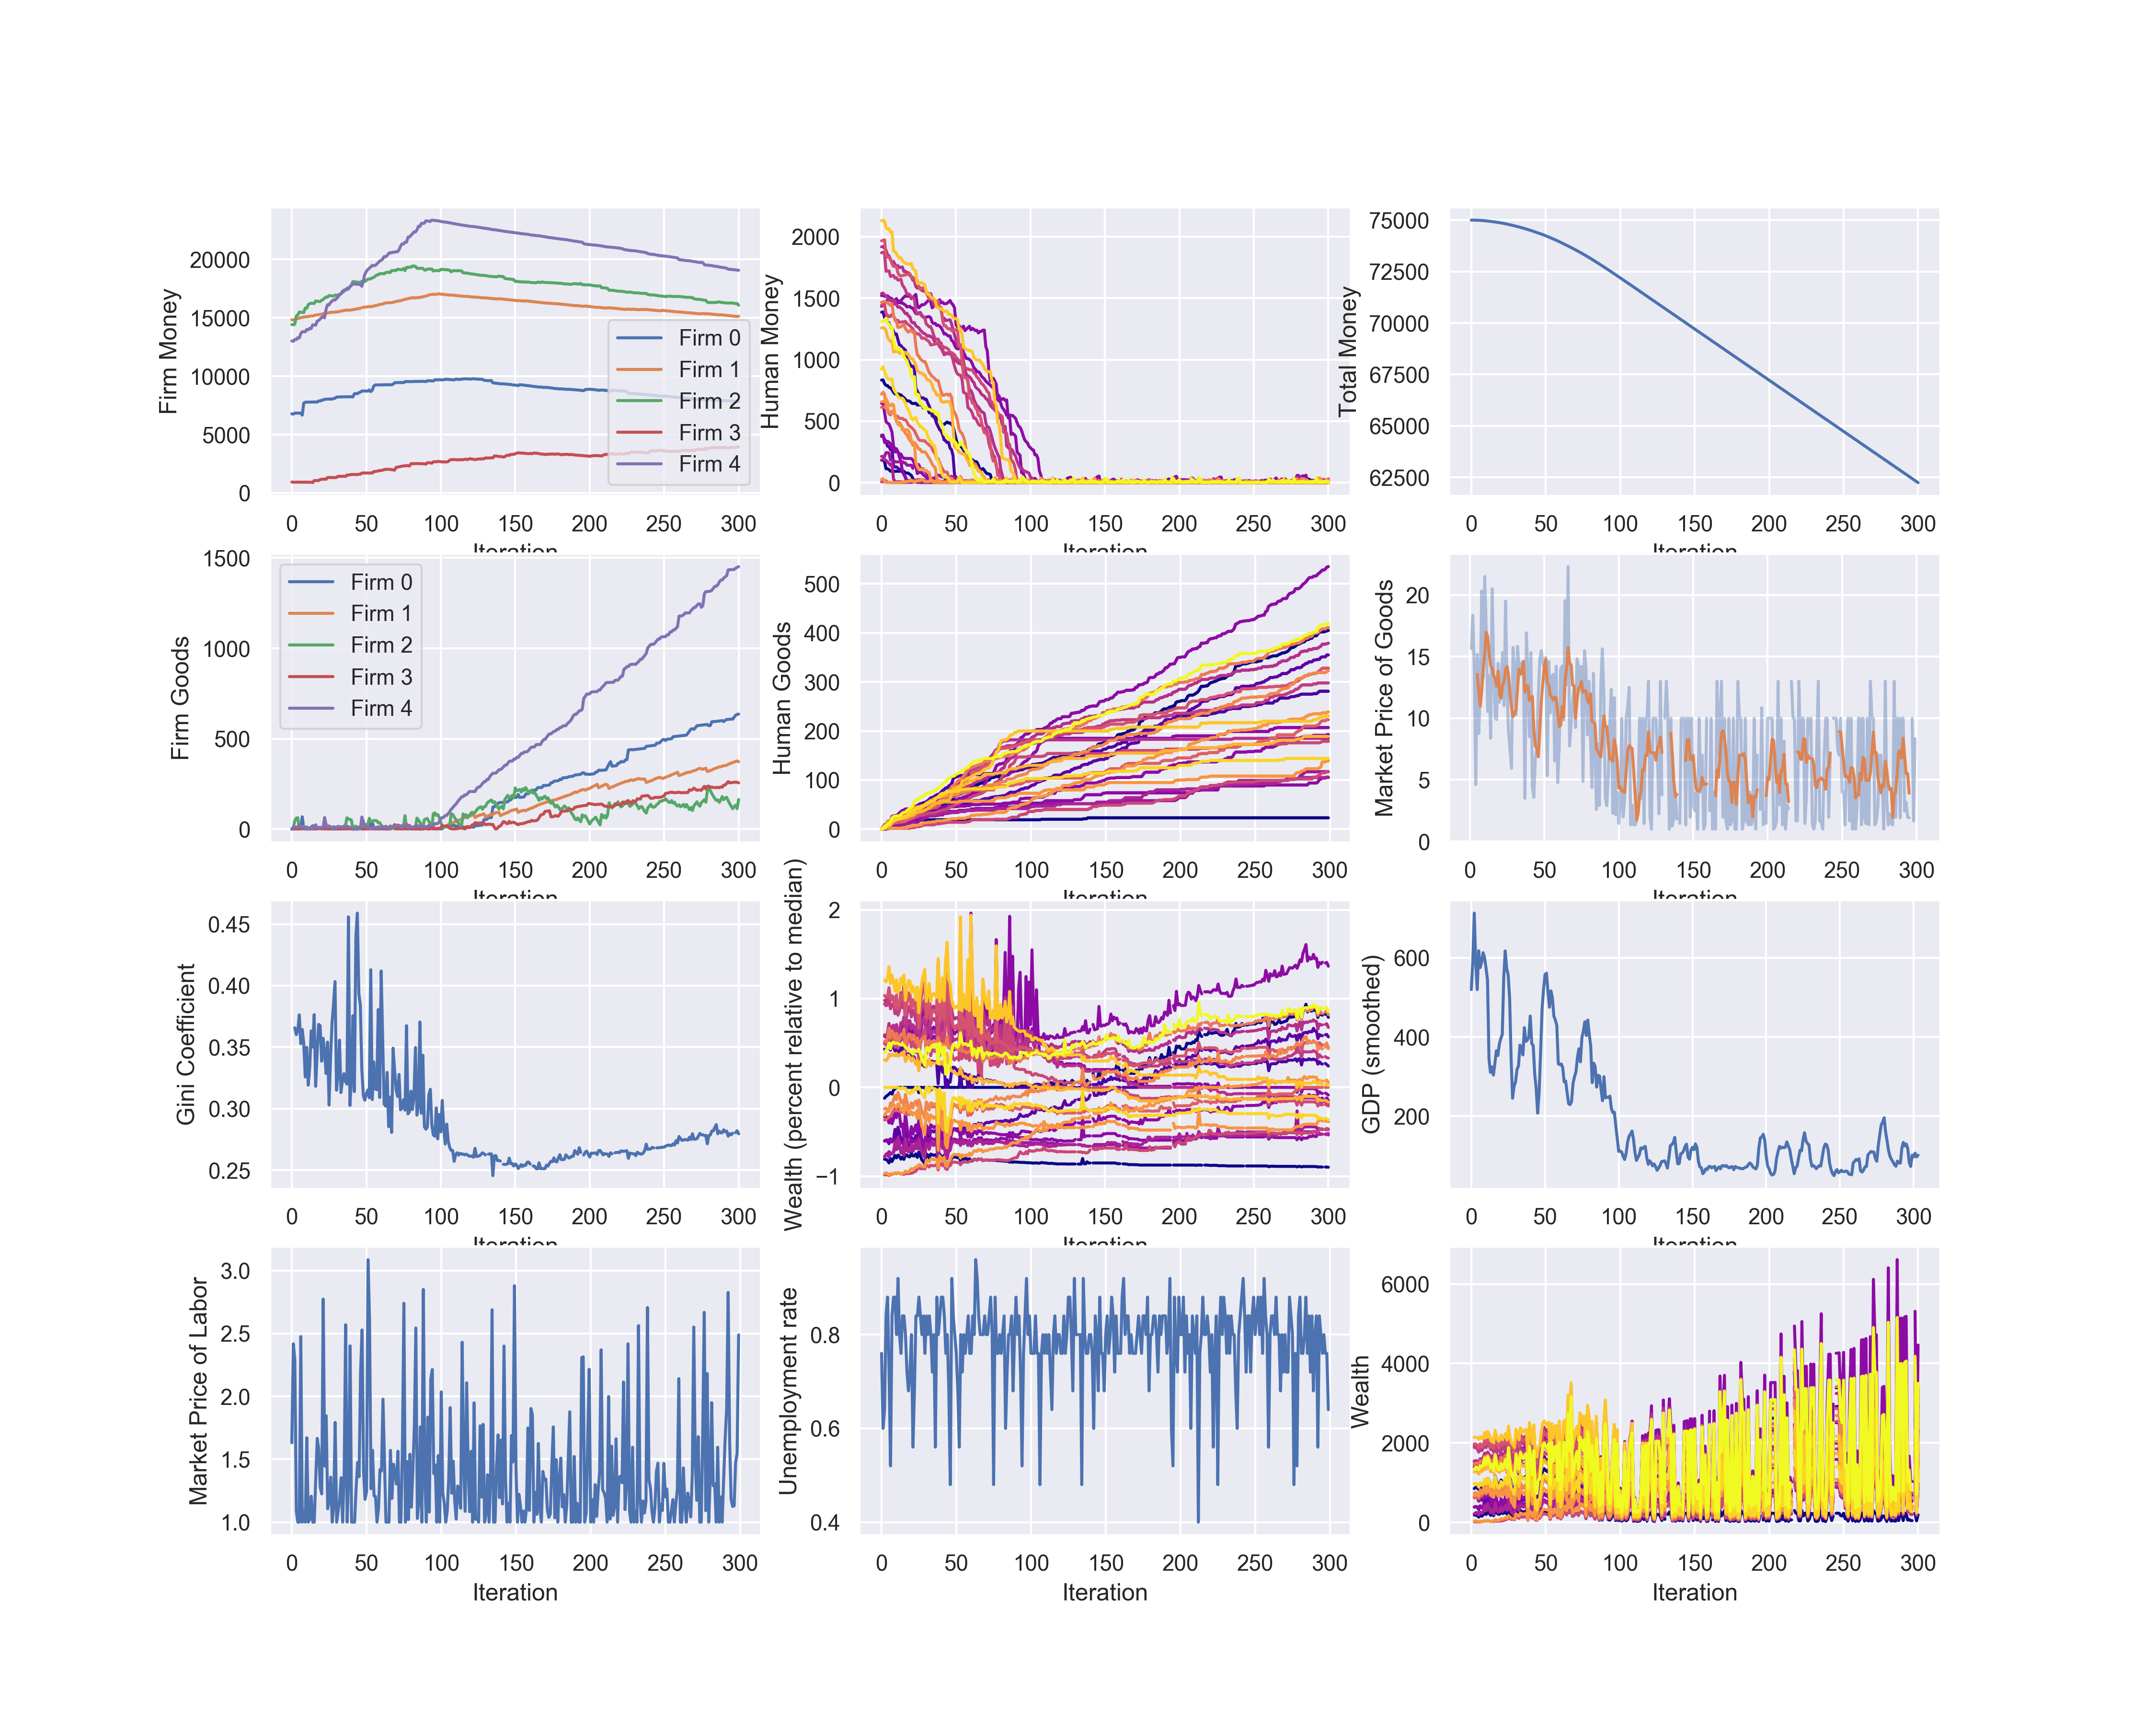 Firm Money
20000
15000
10000
5000
0
Firm 0
Firm 1
Firm 2
Firm 3
Firm 4
0 50 100 150 200 250 300
Iteration
Human Money
2000
1500
1000
500
0
0 50 100 150 200 250 300
Iteration
Total Money
75000
72500
70000
67500
65000
62500
0 50 100 150 200 250 300
Iteration
Firm Goods
1500
1000
500
0
Firm 0
Firm 1
Firm 2
Firm 3
Firm 4
0 50 100 150 200 250 300
Iteration
Human Goods
500
400
300
200
100
0
0 50 100 150 200 250 300
Iteration
Market Price of Goods
20
15
10
5
0
0 50 100 150 200 250 300
Iteration
Gini Coefficient
0.45
0.40
0.35
0.30
0.25
0 50 100 150 200 250 300
Iteration
Wealth (percent relative to median)
2
1
0
−1
0 50 100 150 200 250 300
Iteration
GDP (smoothed)
600
400
200
0 50 100 150 200 250 300
Iteration
Market Price of Labor
3.0
2.5
2.0
1.5
1.0
0 50 100 150 200 250 300
Iteration
Unemployment rate
0.8
0.6
0.4
0 50 100 150 200 250 300
Iteration
Wealth
6000
4000
2000
0
0 50 100 150 200 250 300
Iteration